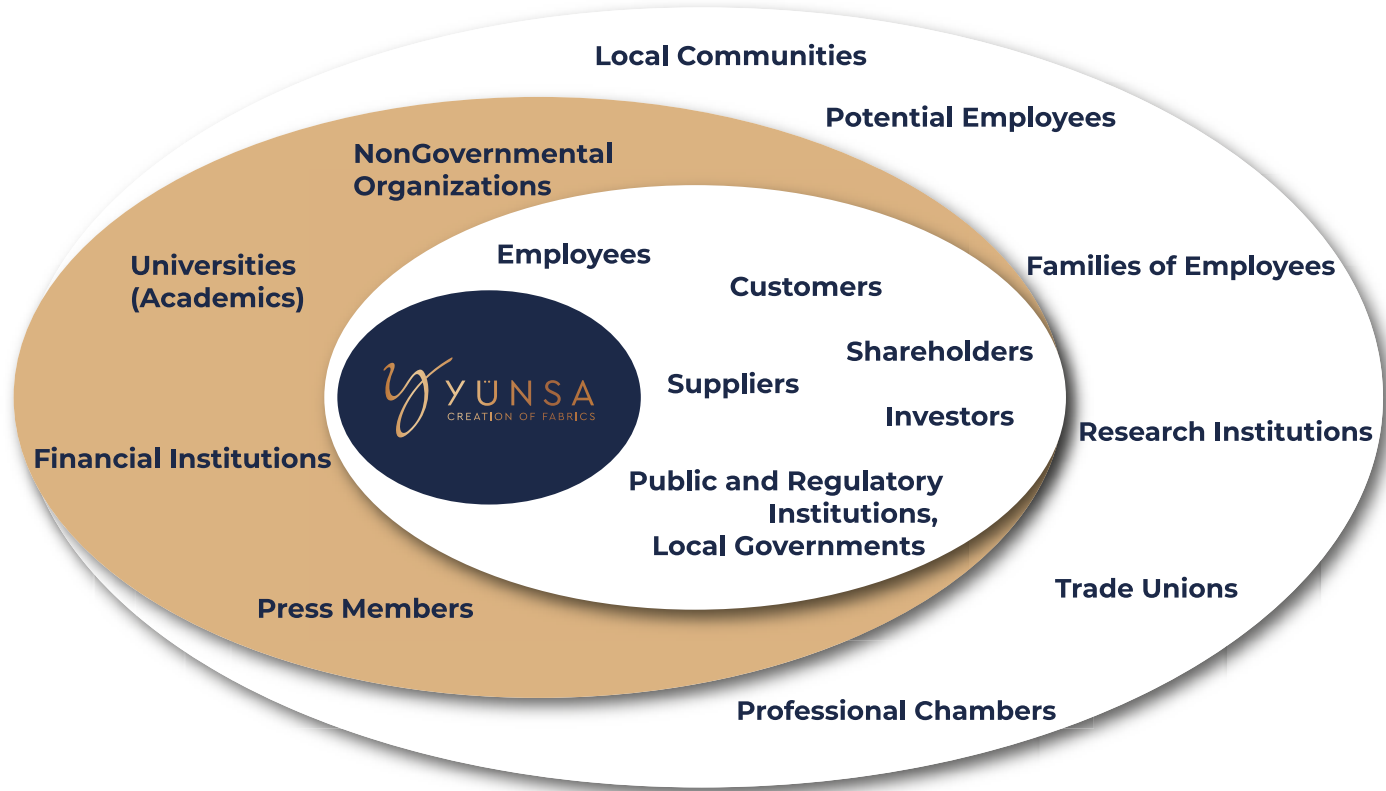 Local Communities
Potential Employees
NonGovernmental
Organizations
Employees
Universities
(Academics)
Families of Employees
Customers
Shareholders
Suppliers
YÜNSA
CREATION OF FABRICS
Investors
Research Institutions
Financial Institutions
Public and Regulatory
Institutions,
Local Governments
Trade Unions
Press Members
Professional Chambers